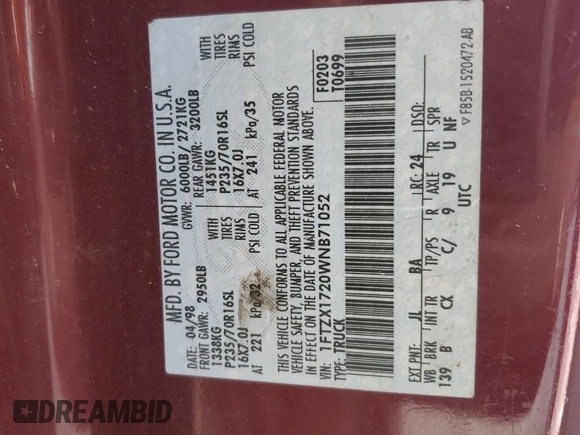 MFD. BY FORD MOTOR CO. IN U.S.A.
DATE: 04/98 GVWR: 6000LB/ 2721KG
FRONT GAWR: 2950LB REAR GAWR: 3200LB
1338KG WITH 1451KG WITH
P235/70R16SL TIRES P235/70R16SL TIRES
16X7.0J RIMS 16X7.0J RIMS
AT 221 kPa/32 PSI COLD AT 241 kPa/35 PSI COLD
THIS VEHICLE CONFORMS TO ALL APPLICABLE FEDERAL MOTOR
VEHICLE SAFETY, BUMPER, AND THEFT PREVENTION STANDARDS
IN EFFECT ON THE DATE OF MANUFACTURE SHOWN ABOVE.
VIN: 1FTZX1720WNB71052 F0203
TYPE: TRUCK T0699
EXT PNT: JL BA RC: 24 DSO:
WB BRK INT TR TP/PS R AXLE TR SPR
139 B CX C/ 9 19 U NF
UTC
F85B-1520472-AB
DREAMBID